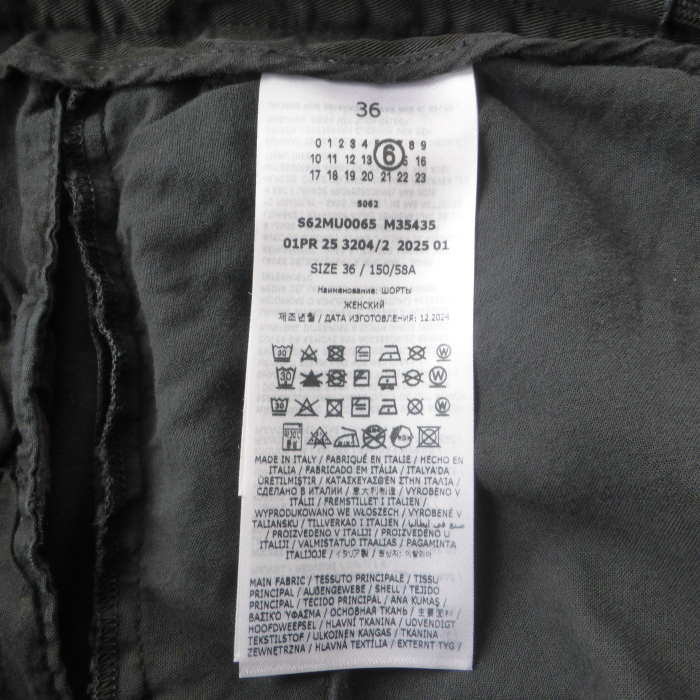 36
0 1 2 3 4 6 8 9
10 11 12 13 15 16
17 18 19 20 21 22 23
S062
S62MU0065 M35435
01PR 25 3204/2 2025 01
SIZE 36 / 150/58A
Наименование: ШОРТЫ
ЖЕНСКИЙ
제조년월 / ДАТА ИЗГОТОВЛЕНИЯ: 12.2024
30
30
30
MADE IN ITALY / FABRIQUÉ EN ITALIE / HECHO EN
ITALIA / FABRICADO EM ITÁLIA / ITALYA'DA
ÜRETILMIŞTIR / ΚΑΤΑΣΚΕΥΑΣΘΕΝ ΣΤΗΝ ΙΤΑΛΙΑ /
СДЕЛАНО В ИТАЛИИ / 意大利制造 / VYROBENO V
ITÁLII / FREMSTILLET I ITALIEN /
WYPRODUKOWANO WE WŁOSZECH / VYROBENÉ V
TALIANSKU / TILLVERKAD I ITALIEN / صنع في إيطاليا
PROIZVEDENO V ITALIJI / PROIZVEDENO U
ITALIJI / VALMISTATUD ITAALIAS / PAGAMINTA
ITALIJOJE / イタリア製 / 원산지: 이탈리아
MAIN FABRIC / TESSUTO PRINCIPALE / TISSU
PRINCIPAL / AUßENGEWEBE / SHELL / TEJIDO
PRINCIPAL / TECIDO PRINCIPAL / ANA KUMAŞ /
ΒΑΣΙΚΟ ΥΦΑΣΜΑ / ОСНОВНАЯ ТКАНЬ / 主要面料 /
HOOFDWEEFSEL / HLAVNÍ TKANINA / UDVENDIGT
TEKSTILSTOF / ULKOINEN KANGAS / TKANINA
ZEWNĘTRZNA / HLAVNÁ TEXTÍLIA / EXTERNT TYG /